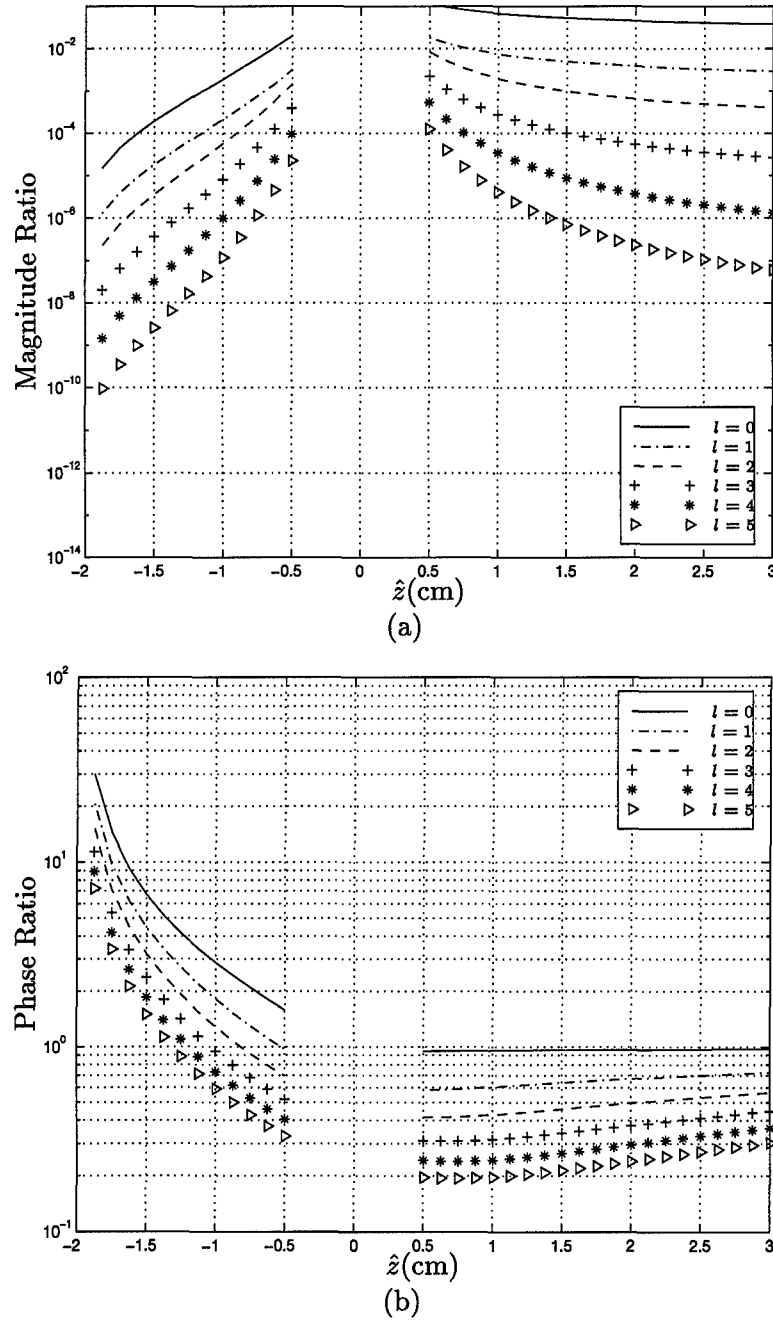 10^-2
10^-4
10^-6
10^-8
10^-10
10^-12
10^-14
Magnitude Ratio
l = 0
l = 1
l = 2
l = 3
l = 4
l = 5
-2 -1.5 -1 -0.5 0 0.5 1 1.5 2 2.5 3
ẑ(cm)
(a)
10^2
10^1
10^0
10^-1
Phase Ratio
l = 0
l = 1
l = 2
l = 3
l = 4
l = 5
-2 -1.5 -1 -0.5 0 0.5 1 1.5 2 2.5 3
ẑ(cm)
(b)